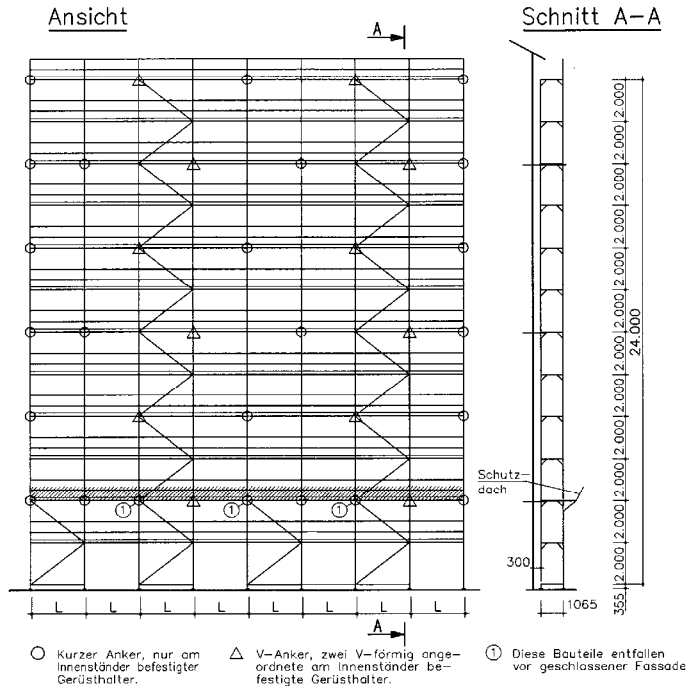 Ansicht
Schnitt A-A
A
2.000
2.000
2.000
2.000
2.000
2.000
2.000
2.000
2.000
2.000
2.000
2.000
24.000
355
Schutz-
dach
1 1 1
300
1065
L L L L L L L L
A
Kurzer Anker, nur am
Innenständer befestigter
Gerüsthalter.
V-Anker, zwei V-förmig ange-
ordnete am Innenständer be-
festigte Gerüsthalter.
1 Diese Bauteile entfallen
vor geschlossener Fassade